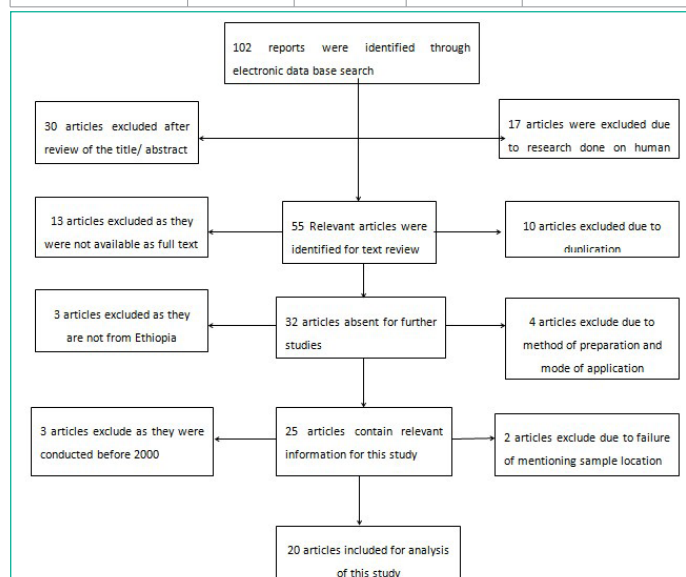 102 reports were identified through
electronic data base search
30 articles excluded after
review of the title/ abstract
17 articles were excluded due
to research done on human
13 articles excluded as they
were not available as full text
55 Relevant articles were
identified for text review
10 articles excluded due to
duplication
3 articles excluded as they
are not from Ethiopia
32 articles absent for further
studies
4 articles exclude due to
method of preparation and
mode of application
3 articles exclude as they were
conducted before 2000
25 articles contain relevant
information for this study
2 articles exclude due to failure
of mentioning sample location
20 articles included for analysis
of this study